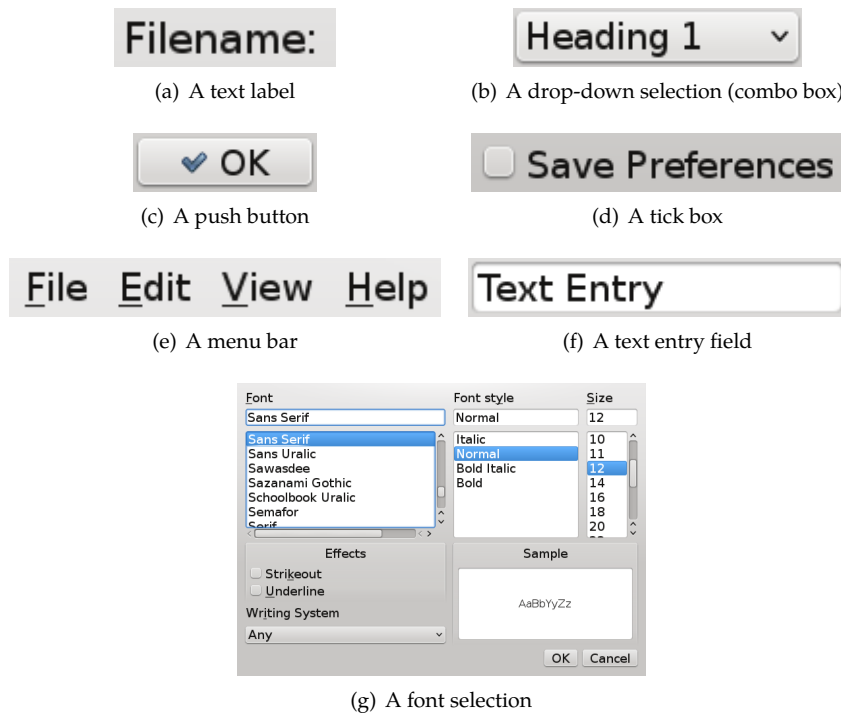 Filename:
(a) A text label
Heading 1
(b) A drop-down selection (combo box)
OK
(c) A push button
Save Preferences
(d) A tick box
File Edit View Help
(e) A menu bar
Text Entry
(f) A text entry field
Font
Sans Serif
Sans Serif
Sans Uralic
Sawasdee
Sazanami Gothic
Schoolbook Uralic
Semafor
Serif
Font style
Normal
Italic
Normal
Bold Italic
Bold
Size
12
10
11
12
14
16
18
20
Effects
Strikeout
Underline
Writing System
Any
Sample
AaBbYyZz
OK Cancel
(g) A font selection